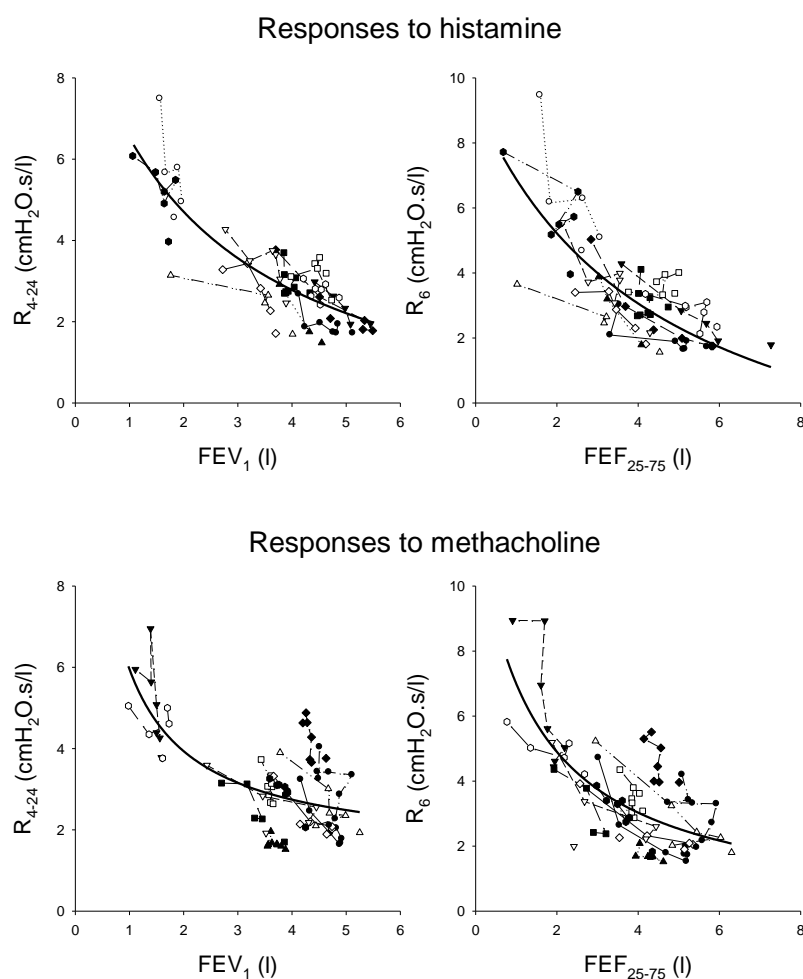 Responses to histamine
8
6
4
2
0
0 1 2 3 4 5 6
R4-24 (cmH2O.s/l)
FEV1 (l)
10
8
6
4
2
0
0 2 4 6 8
R6 (cmH2O.s/l)
FEF25-75 (l)
Responses to methacholine
8
6
4
2
0
0 1 2 3 4 5 6
R4-24 (cmH2O.s/l)
FEV1 (l)
10
8
6
4
2
0
0 2 4 6 8
R6 (cmH2O.s/l)
FEF25-75 (l)